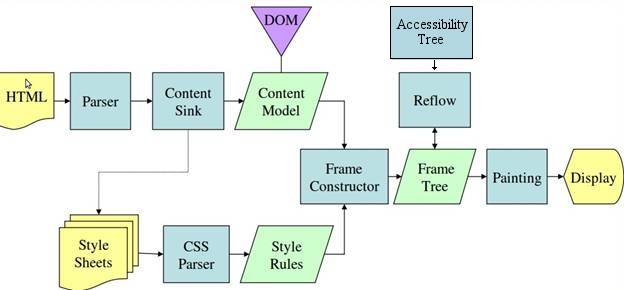 DOM
Accessibility
Tree
HTML
Parser
Content
Sink
Content
Model
Reflow
Frame
Constructor
Frame
Tree
Painting
Display
Style
Sheets
CSS
Parser
Style
Rules